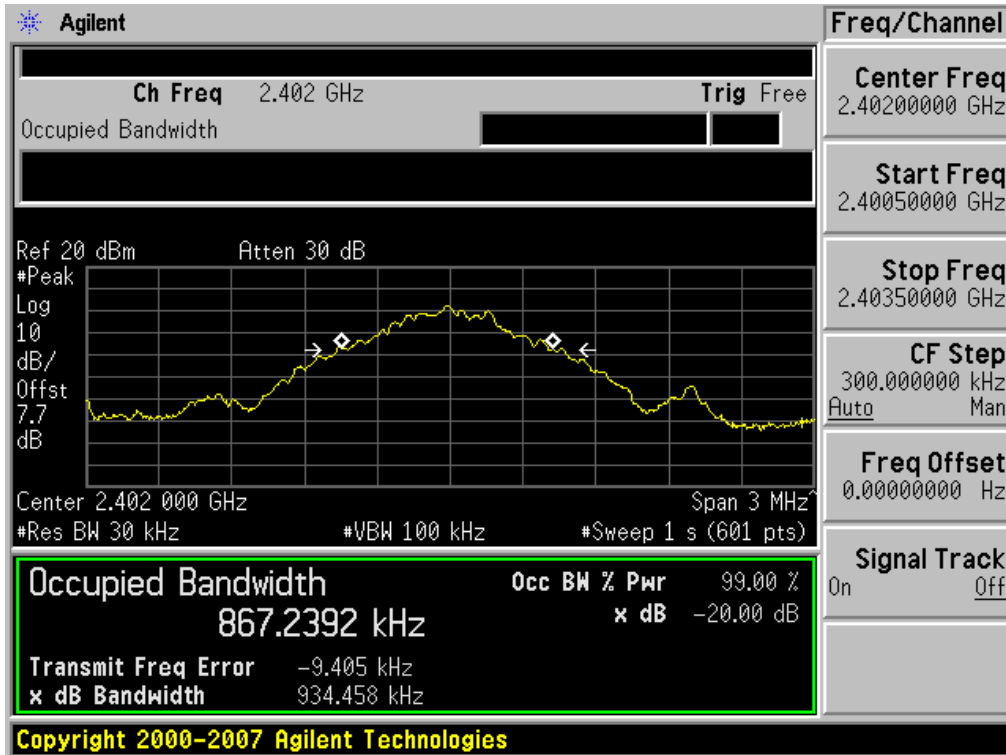 Agilent
Freq/Channel
Ch Freq 2.402 GHz Trig Free
Occupied Bandwidth
Center Freq
2.40200000 GHz
Start Freq
2.40050000 GHz
Stop Freq
2.40350000 GHz
CF Step
300.000000 kHz
Auto Man
Freq Offset
0.00000000 Hz
Signal Track
On Off
Ref 20 dBm Atten 30 dB
#Peak
Log
10
dB/
Offst
7.7
dB
Center 2.402 000 GHz Span 3 MHz^
#Res BW 30 kHz #VBW 100 kHz #Sweep 1 s (601 pts)
Occupied Bandwidth
867.2392 kHz
Occ BW % Pwr 99.00 %
x dB -20.00 dB
Transmit Freq Error -9.405 kHz
x dB Bandwidth 934.458 kHz
Copyright 2000-2007 Agilent Technologies